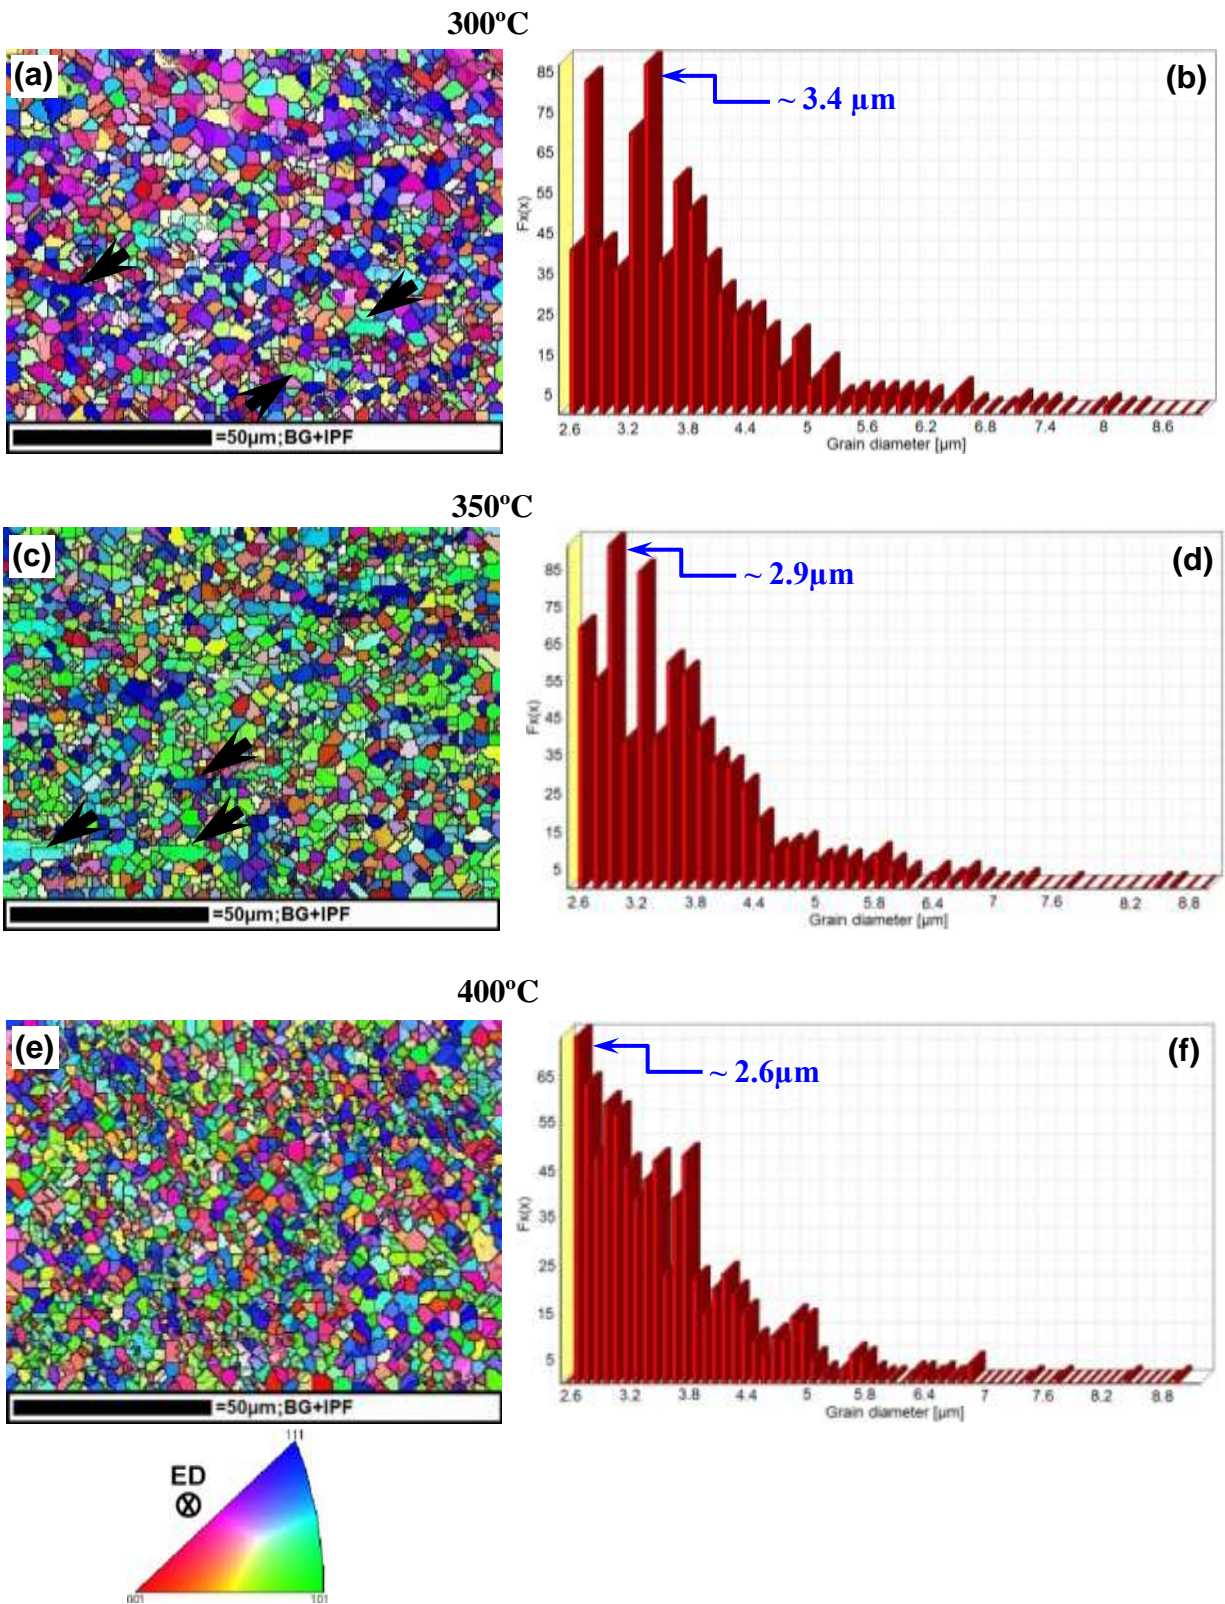 300ºC
(a)
(b)
~ 3.4 µm
85
75
65
55
45
35
25
15
5
Fx(x)
2.6 3.2 3.8 4.4 5 5.6 6.2 6.8 7.4 8 8.6
Grain diameter [µm]
=50µm;BG+IPF
350ºC
(c)
(d)
~ 2.9µm
85
75
65
55
45
35
25
15
5
Fx(x)
2.6 3.2 3.8 4.4 5 5.8 6.4 7 7.6 8.2 8.8
Grain diameter [µm]
=50µm;BG+IPF
400ºC
(e)
(f)
~ 2.6µm
65
55
45
35
25
15
5
Fx(x)
2.6 3.2 3.8 4.4 5 5.8 6.4 7 7.6 8.2 8.8
Grain diameter [µm]
=50µm;BG+IPF
111
ED
001 101